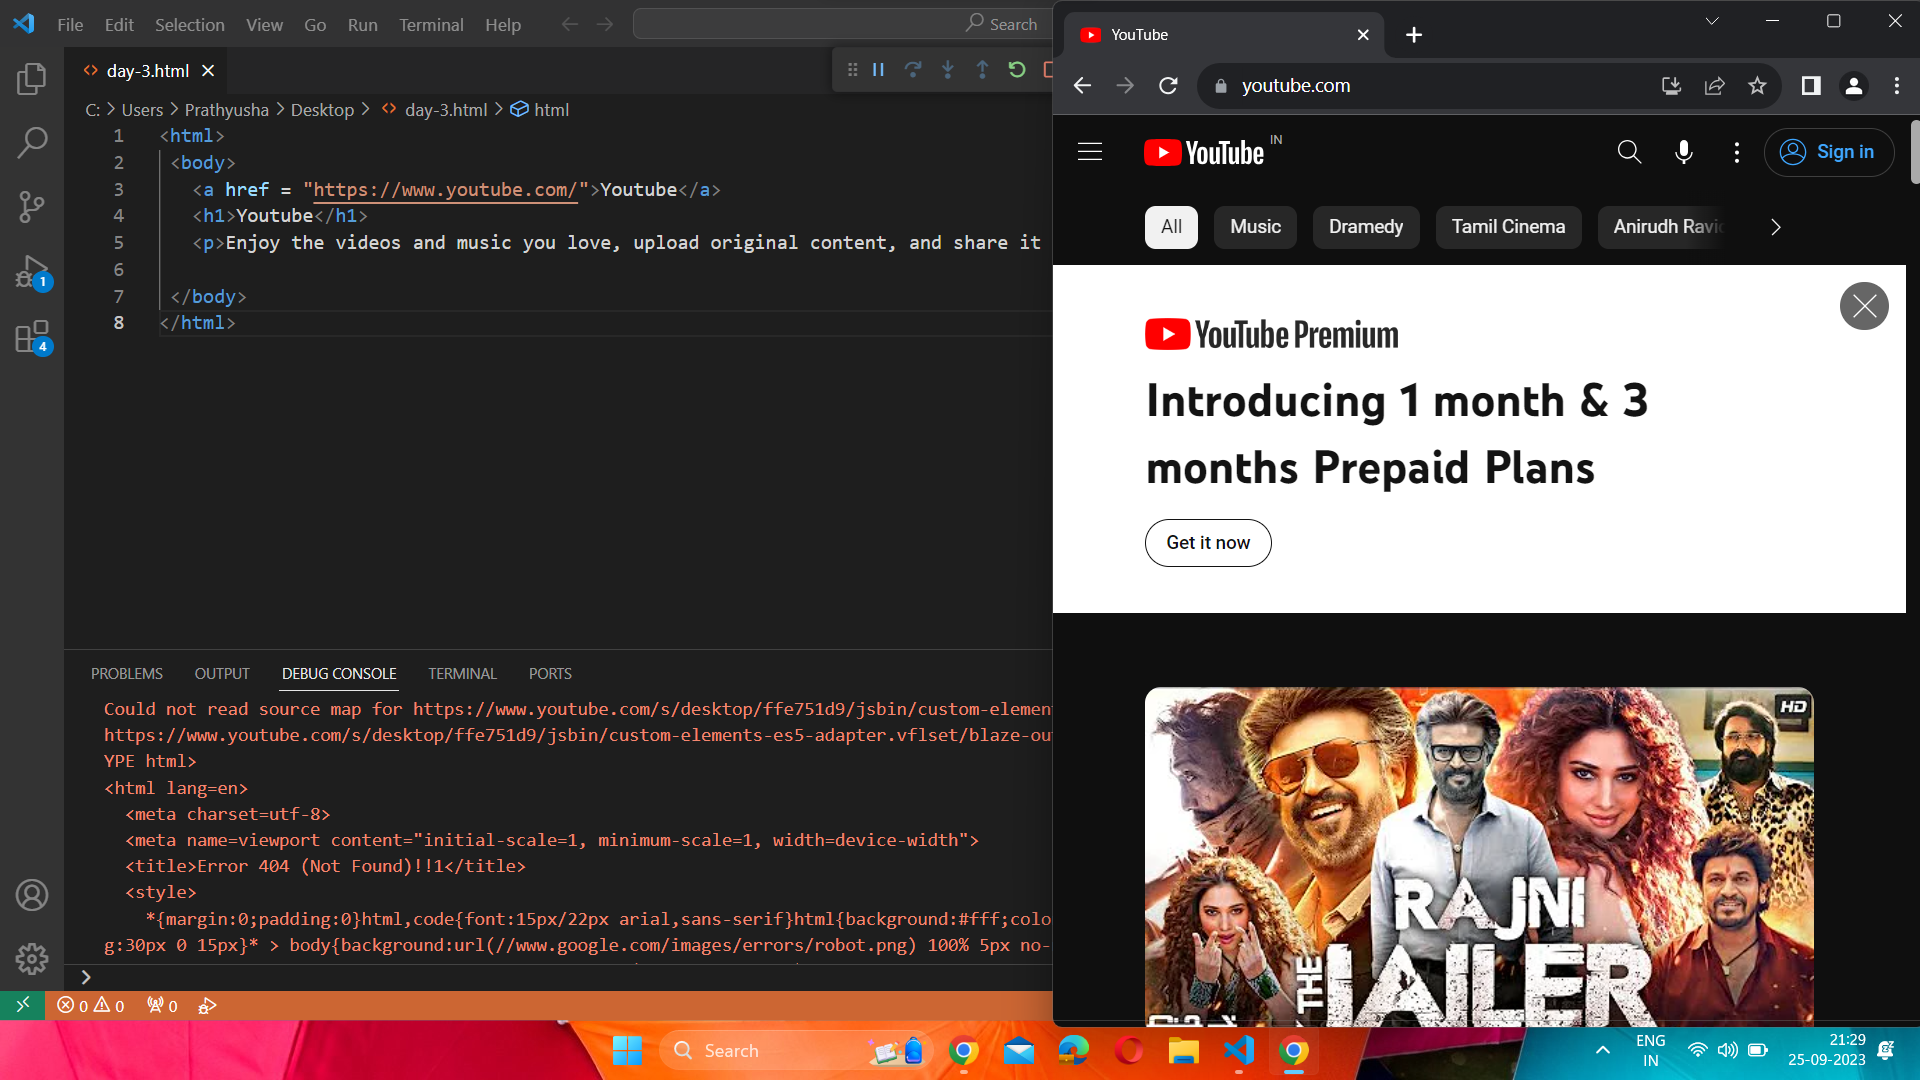 File Edit Selection View Go Run Terminal Help
Search
day-3.html
C: > Users > Prathyusha > Desktop > day-3.html > html
1 <html>
2 <body>
3 <a href = "https://www.youtube.com/">Youtube</a>
4 <h1>Youtube</h1>
5 <p>Enjoy the videos and music you love, upload original content, and share it
6
7 </body>
8 </html>
1
4
PROBLEMS OUTPUT DEBUG CONSOLE TERMINAL PORTS
Could not read source map for https://www.youtube.com/s/desktop/ffe751d9/jsbin/custom-element
https://www.youtube.com/s/desktop/ffe751d9/jsbin/custom-elements-es5-adapter.vflset/blaze-ou
YPE html>
<html lang=en>
<meta charset=utf-8>
<meta name=viewport content="initial-scale=1, minimum-scale=1, width=device-width">
<title>Error 404 (Not Found)!!1</title>
<style>
*{margin:0;padding:0}html,code{font:15px/22px arial,sans-serif}html{background:#fff;colo
g:30px 0 15px}* > body{background:url(//www.google.com/images/errors/robot.png) 100% 5px no-
0 0 0
YouTube
youtube.com
YouTube IN
Sign in
All Music Dramedy Tamil Cinema Anirudh Ravic
YouTube Premium
Introducing 1 month & 3
months Prepaid Plans
Get it now
HD
RAJNI
THE JAILER
Search
ENG
IN
21:29
25-09-2023